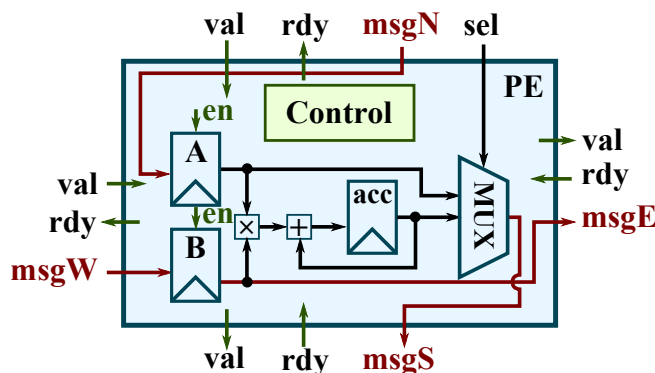 val rdy msgN sel
PE
en Control
A
val
val
rdy
acc
MUX
rdy
en
×
+
msgE
B
msgW
val rdy msgS